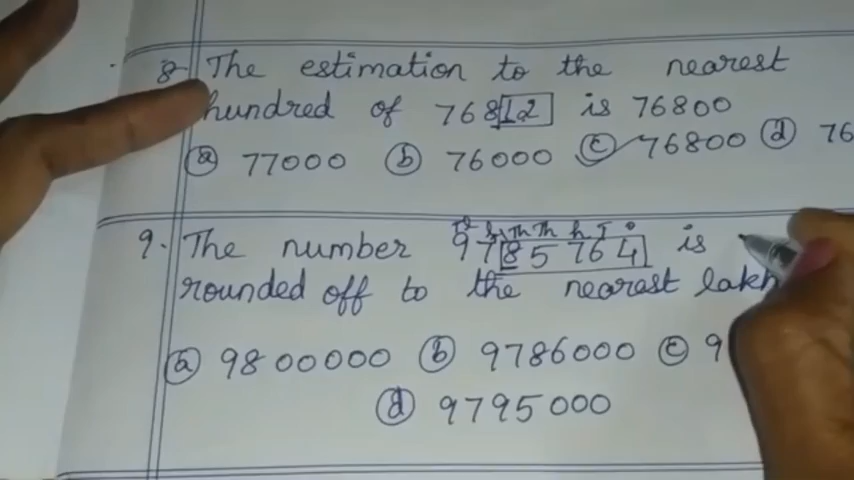 8. The estimation to the nearest
hundred of 76812 is 76800
(a) 77000 (b) 76000 (c) 76800 (d) 76
9. The number 9785764 is
rounded off to the nearest lakh
(a) 9800000 (b) 9786000 (c) 9
(d) 9795000